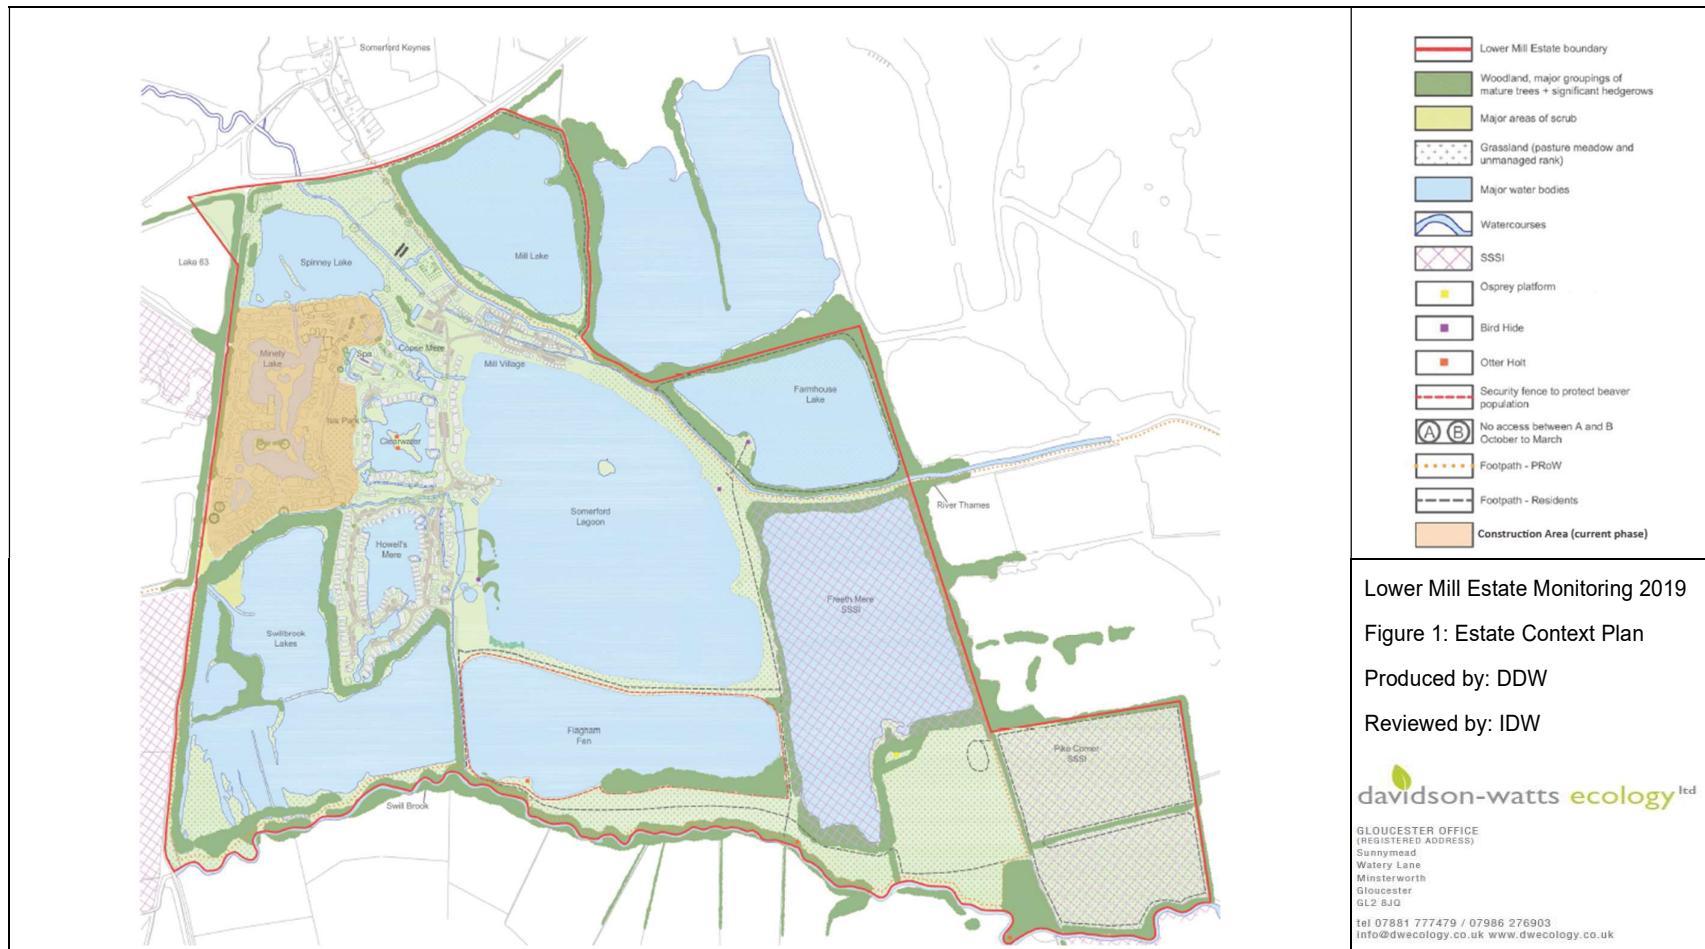 Somerford Keynes
Lake 63
Spinney Lake
Mill Lake
Minety
Lake
Spa
Copse Mere
Mill Village
Isis Park
Clearwater
Farmhouse
Lake
River Thames
Somerford
Lagoon
Howell's
Mere
Freeth Mere
SSSI
Swillbrook
Lakes
Flagham
Fen
Pike Corner
SSSI
Swill Brook
Lower Mill Estate boundary
Woodland, major groupings of
mature trees + significant hedgerows
Major areas of scrub
Grassland (pasture meadow and
unmanaged rank)
Major water bodies
Watercourses
SSSI
Osprey platform
Bird Hide
Otter Holt
Security fence to protect beaver
population
A B
No access between A and B
October to March
Footpath - PRoW
Footpath - Residents
Construction Area (current phase)
Lower Mill Estate Monitoring 2019
Figure 1: Estate Context Plan
Produced by: DDW
Reviewed by: IDW
davidson-watts ecology ltd
GLOUCESTER OFFICE
(REGISTERED ADDRESS)
Sunnymead
Watery Lane
Minsterworth
Gloucester
GL2 8JQ
tel 07881 777479 / 07986 276903
info@dwecology.co.uk www.dwecology.co.uk